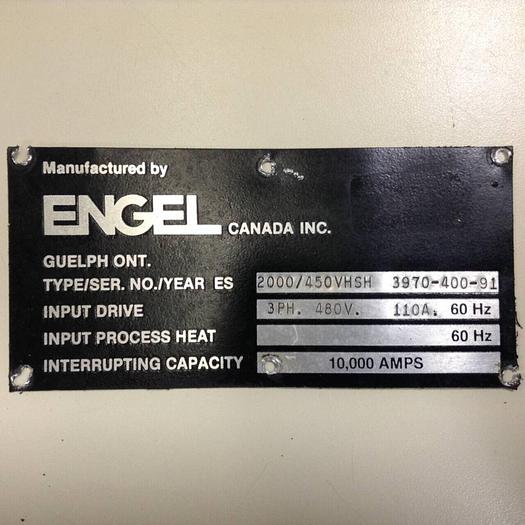 Manufactured by
ENGEL CANADA INC.
GUELPH ONT.
TYPE/SER. NO./YEAR ES 2000/450VHSH 3970-400-91
INPUT DRIVE 3PH. 480V. 110A. 60 Hz
INPUT PROCESS HEAT 60 Hz
INTERRUPTING CAPACITY 10,000 AMPS